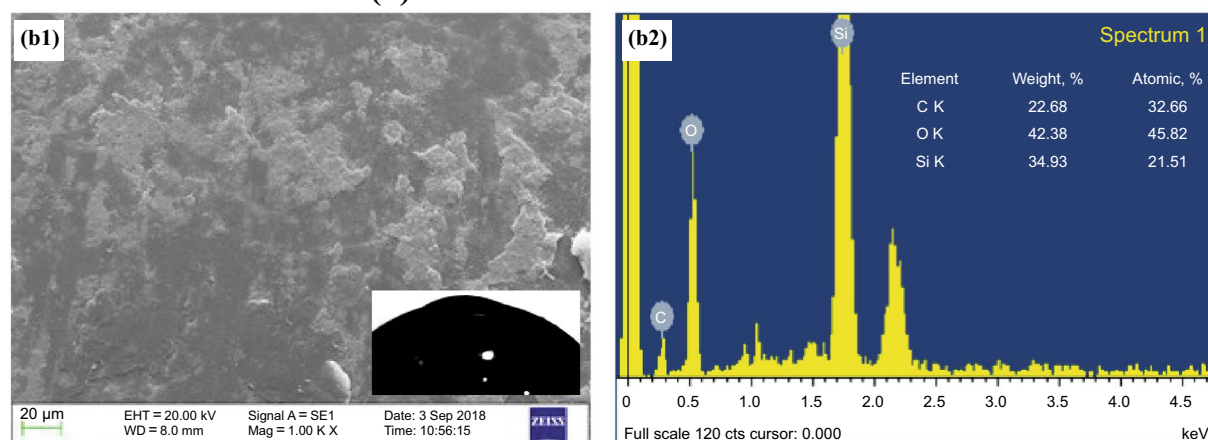 (b1)
20 µm
EHT = 20.00 kV
WD = 8.0 mm
Signal A = SE1
Mag = 1.00 K X
Date: 3 Sep 2018
Time: 10:56:15
ZEISS
(b2)
Spectrum 1
Element Weight, % Atomic, %
C K 22.68 32.66
O K 42.38 45.82
Si K 34.93 21.51
Si
O
C
0 0.5 1.0 1.5 2.0 2.5 3.0 3.5 4.0 4.5
Full scale 120 cts cursor: 0.000 keV